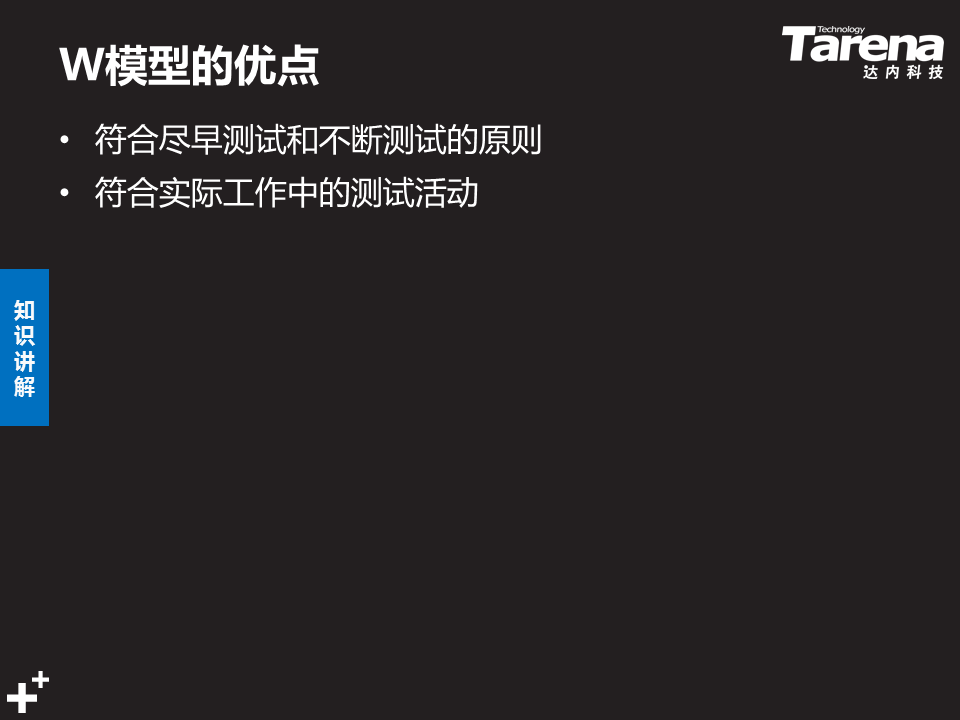 W模型的优点
Technology
Tarena
达内科技
• 符合尽早测试和不断测试的原则
• 符合实际工作中的测试活动
知识讲解